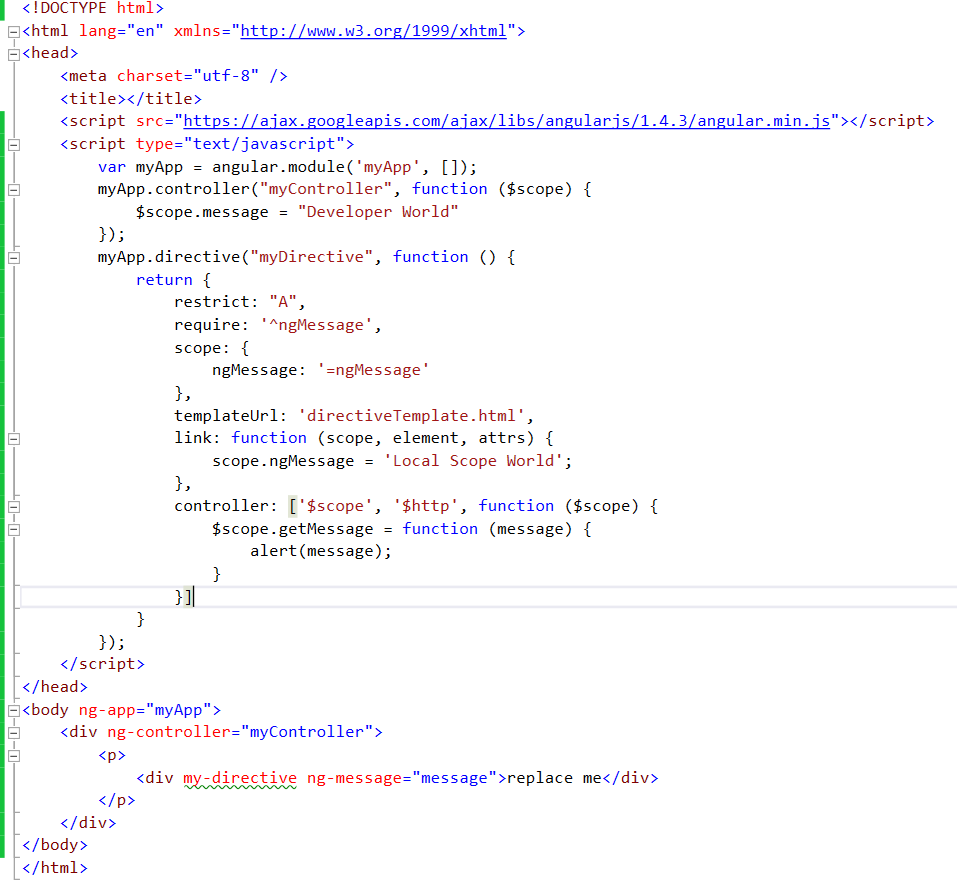 <!DOCTYPE html>
<html lang="en" xmlns="http://www.w3.org/1999/xhtml">
<head>
    <meta charset="utf-8" />
    <title></title>
    <script src="https://ajax.googleapis.com/ajax/libs/angularjs/1.4.3/angular.min.js"></script>
    <script type="text/javascript">
        var myApp = angular.module('myApp', []);
        myApp.controller("myController", function ($scope) {
            $scope.message = "Developer World"
        });
        myApp.directive("myDirective", function () {
            return {
                restrict: "A",
                require: '^ngMessage',
                scope: {
                    ngMessage: '=ngMessage'
                },
                templateUrl: 'directiveTemplate.html',
                link: function (scope, element, attrs) {
                    scope.ngMessage = 'Local Scope World';
                },
                controller: ['$scope', '$http', function ($scope) {
                    $scope.getMessage = function (message) {
                        alert(message);
                    }
                }]
            }
        });
    </script>
</head>
<body ng-app="myApp">
    <div ng-controller="myController">
        <p>
            <div my-directive ng-message="message">replace me</div>
        </p>
    </div>
</body>
</html>